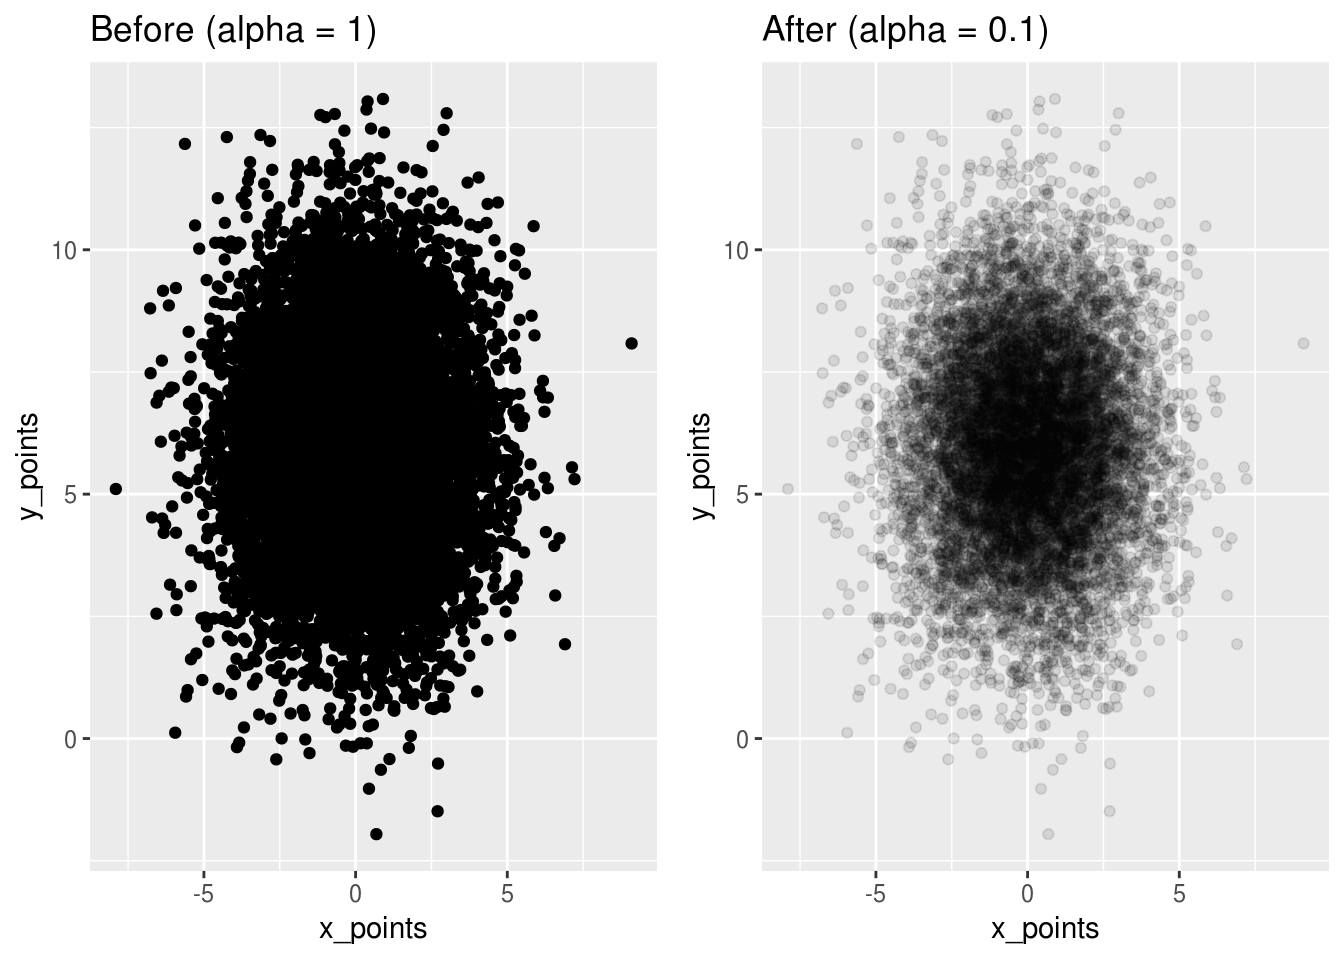 Before (alpha = 1)
y_points
10
5
0
-5 0 5
x_points
After (alpha = 0.1)
y_points
10
5
0
-5 0 5
x_points